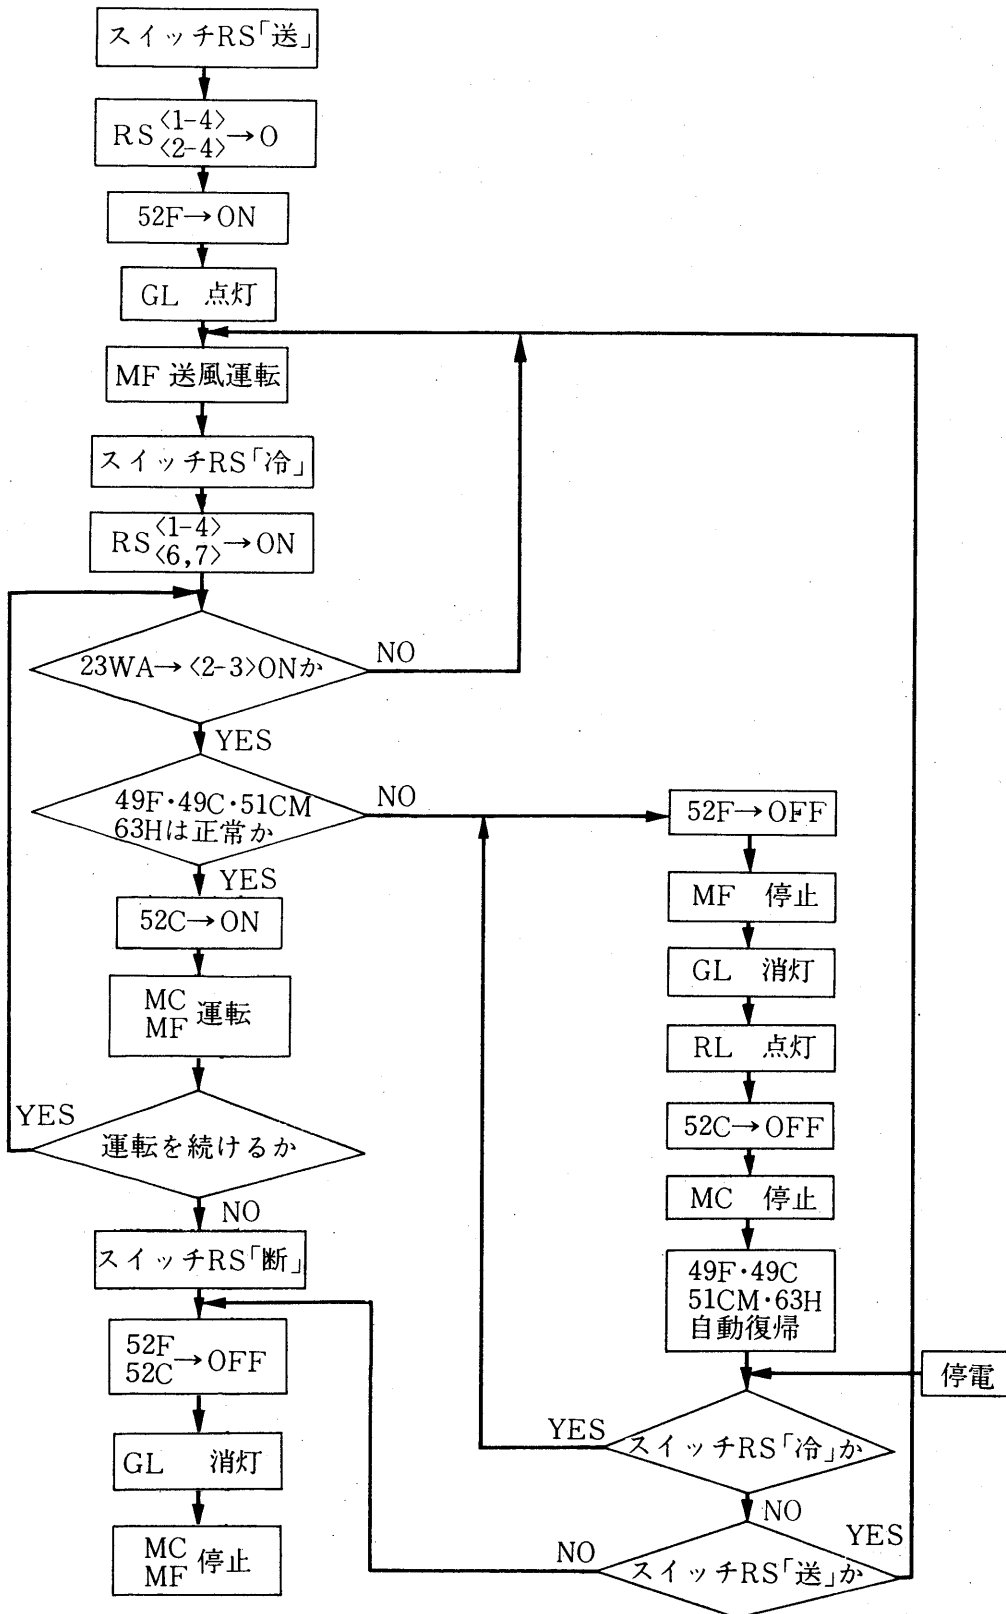 スイッチRS「送」
RS<1-4><2-4>→O
52F→ON
GL 点灯
MF 送風運転
スイッチRS「冷」
RS<1-4><6,7>→ON
23WA→<2-3>ONか
NO
YES
49F・49C・51CM
63Hは正常か
NO
YES
52C→ON
MC
MF 運転
YES
運転を続けるか
NO
スイッチRS「断」
52F
52C→OFF
GL 消灯
MC
MF 停止
52F→OFF
MF 停止
GL 消灯
RL 点灯
52C→OFF
MC 停止
49F・49C
51CM・63H
自動復帰
停電
YES
スイッチRS「冷」か
NO
YES
NO
スイッチRS「送」か